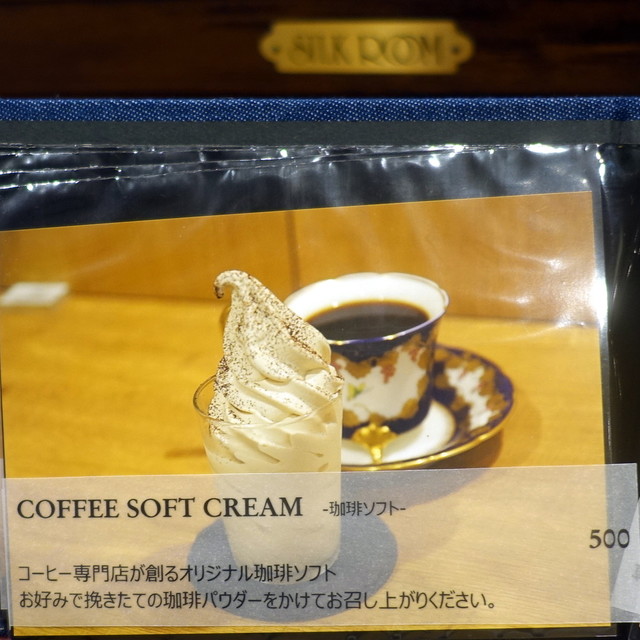 SILK ROOM
COFFEE SOFT CREAM -珈琲ソフト-
500
コーヒー専門店が創るオリジナル珈琲ソフト
お好みで挽きたての珈琲パウダーをかけてお召し上がりください。